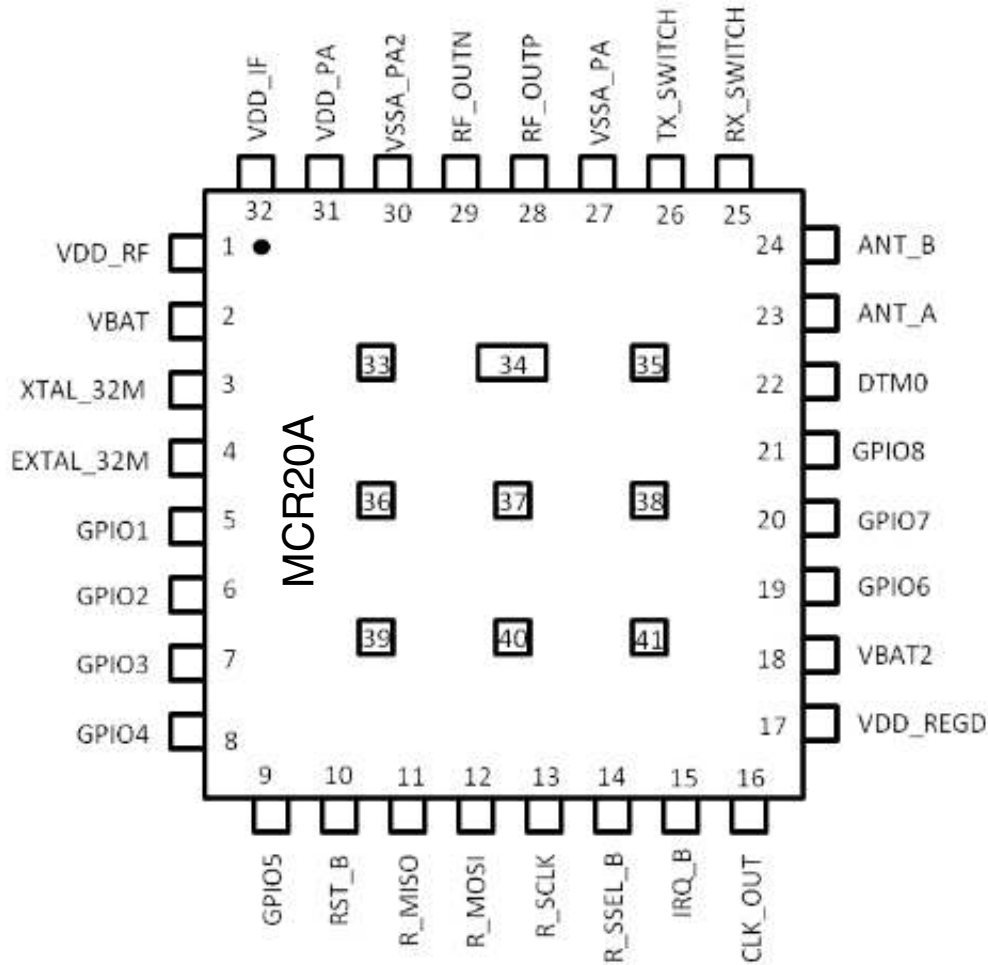 VDD_IF
VDD_PA
VSSA_PA2
RF_OUTN
RF_OUTP
VSSA_PA
TX_SWITCH
RX_SWITCH
32 31 30 29 28 27 26 25
VDD_RF 1 24 ANT_B
VBAT 2 23 ANT_A
XTAL_32M 3 33 34 35 22 DTM0
EXTAL_32M 4 21 GPIO8
MCR20A
GPIO1 5 36 37 38 20 GPIO7
GPIO2 6 19 GPIO6
GPIO3 7 39 40 41 18 VBAT2
GPIO4 8 17 VDD_REGD
9 10 11 12 13 14 15 16
GPIO5
RST_B
R_MISO
R_MOSI
R_SCLK
R_SSEL_B
IRQ_B
CLK_OUT